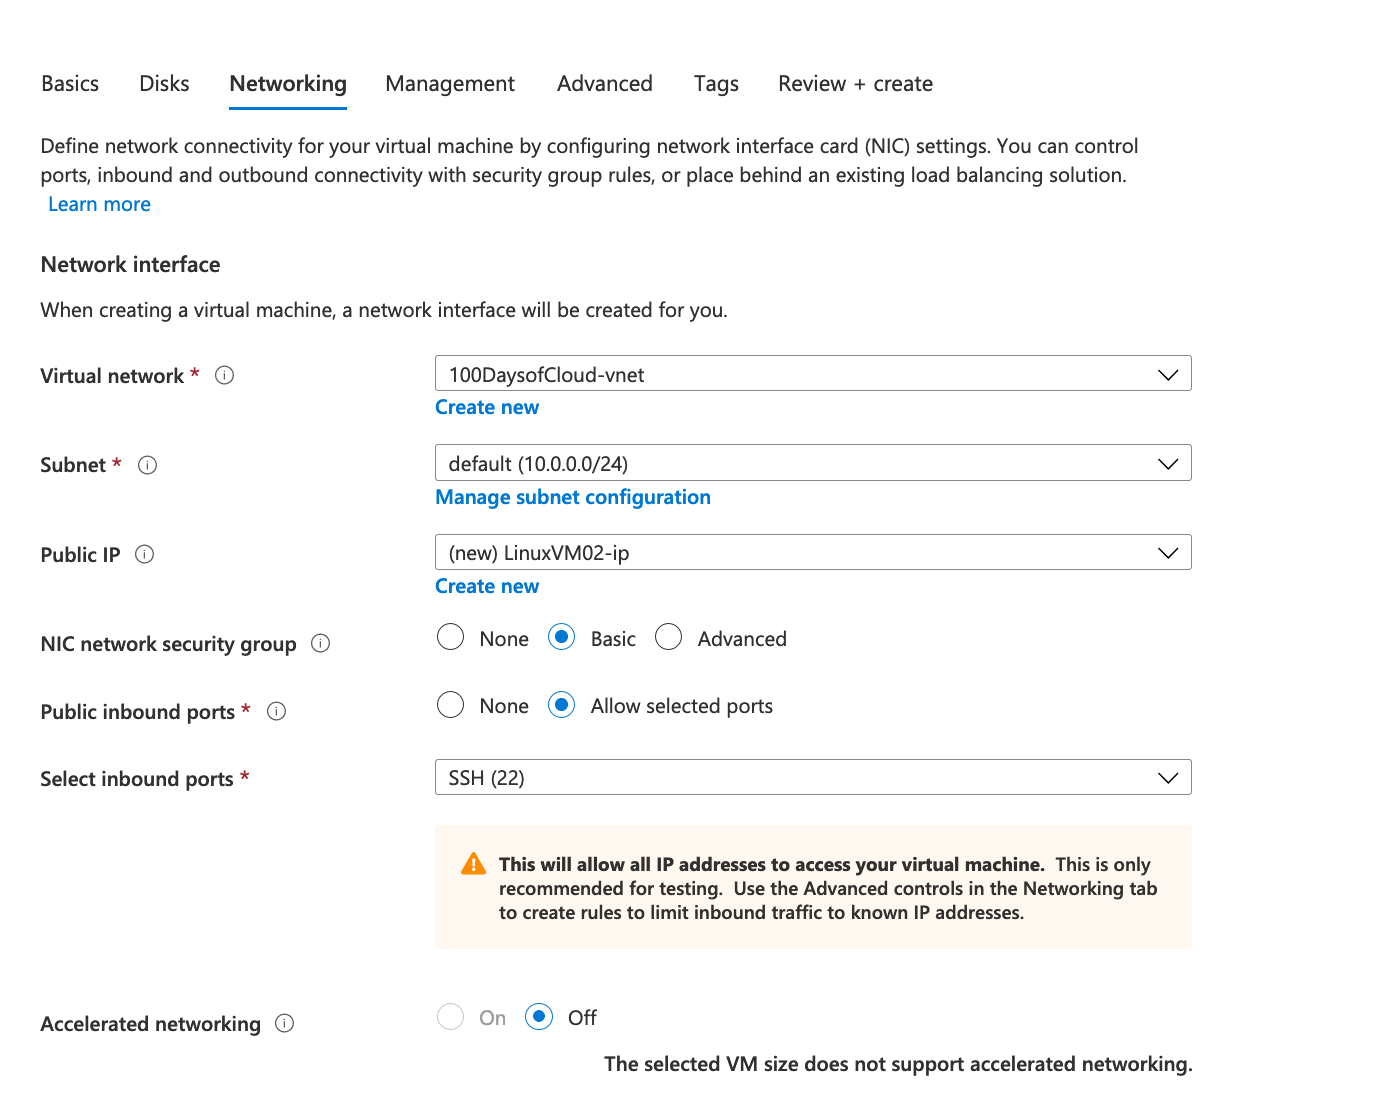 Basics Disks Networking Management Advanced Tags Review + create
Define network connectivity for your virtual machine by configuring network interface card (NIC) settings. You can control
ports, inbound and outbound connectivity with security group rules, or place behind an existing load balancing solution.
Learn more
Network interface
When creating a virtual machine, a network interface will be created for you.
Virtual network * 100DaysofCloud-vnet
Create new
Subnet * default (10.0.0.0/24)
Manage subnet configuration
Public IP (new) LinuxVM02-ip
Create new
NIC network security group None Basic Advanced
Public inbound ports * None Allow selected ports
Select inbound ports * SSH (22)
This will allow all IP addresses to access your virtual machine. This is only
recommended for testing. Use the Advanced controls in the Networking tab
to create rules to limit inbound traffic to known IP addresses.
Accelerated networking On Off
The selected VM size does not support accelerated networking.